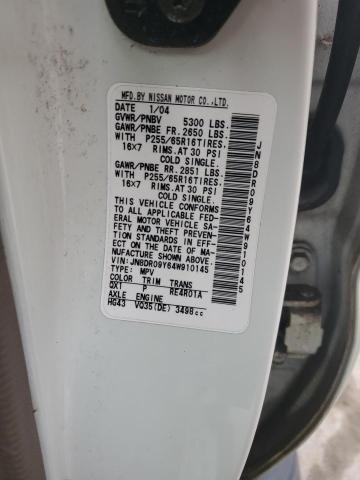 MFD.BY NISSAN MOTOR CO.,LTD.
DATE 1/04
GVWR/PNBV 5300 LBS.
GAWR/PNBE FR. 2650 LBS.
WITH P255/65R16TIRES,
16x7 RIMS.AT 30 PSI
COLD SINGLE.
GAWR/PNBE RR. 2851 LBS.
WITH P255/65R16TIRES,
16x7 RIMS.AT 30 PSI
COLD SINGLE.
THIS VEHICLE CONFORMS
TO ALL APPLICABLE FED-
ERAL MOTOR VEHICLE SA-
FETY AND THEFT PREVENTION
STANDARDS IN EFF-
ECT ON THE DATE OF MA-
NUFACTURE SHOWN ABOVE.
VIN:JN8DR09Y64W910145
TYPE: MPV
COLOR TRIM TRANS
QX1 P RE4R01A
AXLE ENGINE
HG43 VQ35(DE) 3498cc
JN8DR09Y64W910145